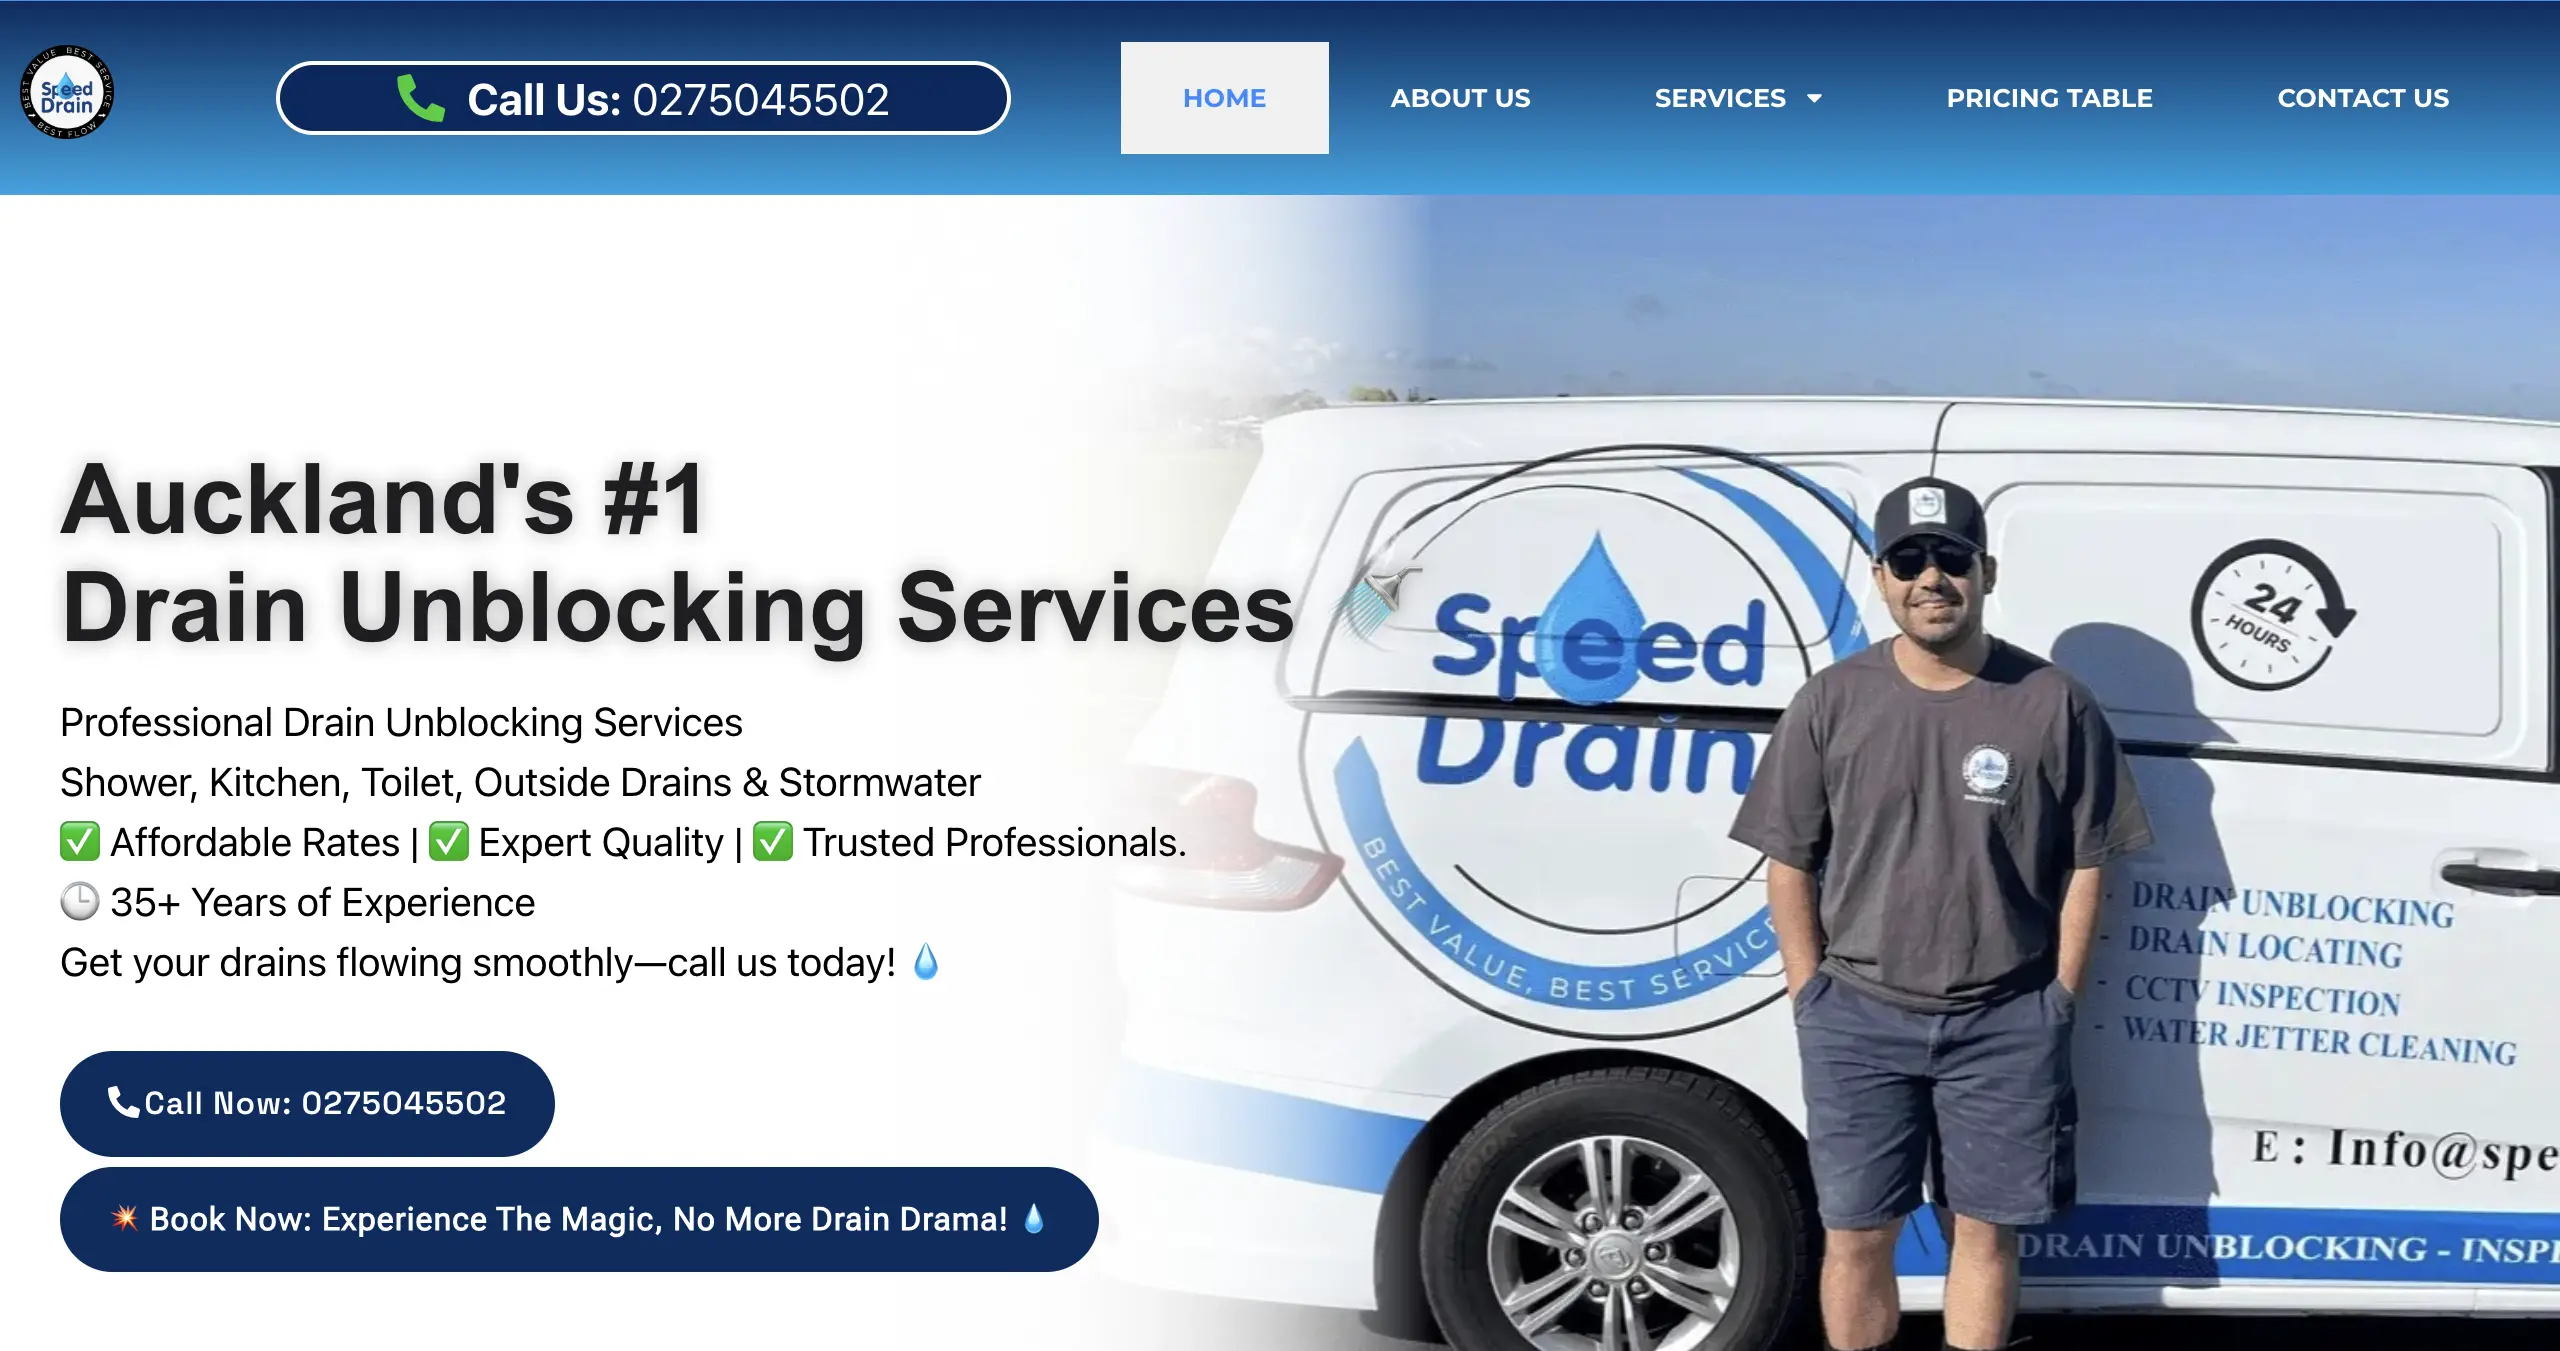 BEST VALUE BEST SERVICE
Speed
Drain
BEST FLOW
Call Us: 0275045502
HOME
ABOUT US
SERVICES
PRICING TABLE
CONTACT US
Auckland's #1
Drain Unblocking Services
Professional Drain Unblocking Services
Shower, Kitchen, Toilet, Outside Drains & Stormwater
✅ Affordable Rates | ✅ Expert Quality | ✅ Trusted Professionals.
🕒 35+ Years of Experience
Get your drains flowing smoothly—call us today! 💧
Call Now: 0275045502
💥 Book Now: Experience The Magic, No More Drain Drama! 💧
Speed
Drain
BEST VALUE, BEST SERVICE
24
HOURS
- DRAIN UNBLOCKING
- DRAIN LOCATING
- CCTV INSPECTION
- WATER JETTER CLEANING
E : Info@spe
DRAIN UNBLOCKING - INSP